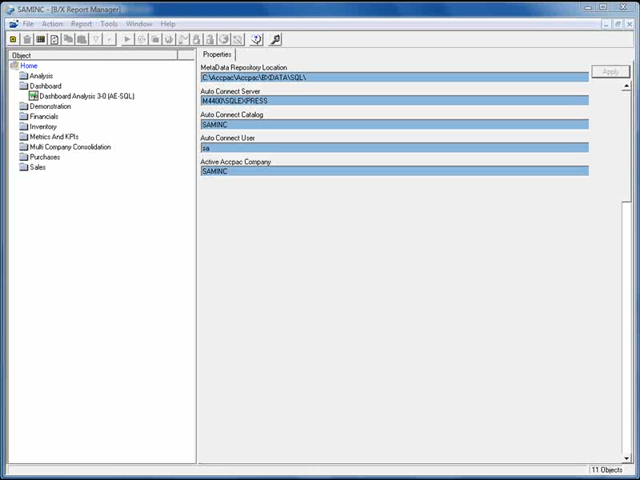 SAMINC - [B/X Report Manager]
File Action Report Tools Window Help
Object
Home
Analysis
Dashboard
Dashboard Analysis 3-0 (AE-SQL)
Demonstration
Financials
Inventory
Metrics And KPIs
Multi Company Consolidation
Purchases
Sales
Properties
MetaData Repository Location
C:\Accpac\Accpac\BXDATA\SQL\
Apply
Auto Connect Server
M4400\SQLEXPRESS
Auto Connect Catalog
SAMINC
Auto Connect User
sa
Active Accpac Company
SAMINC
11 Objects